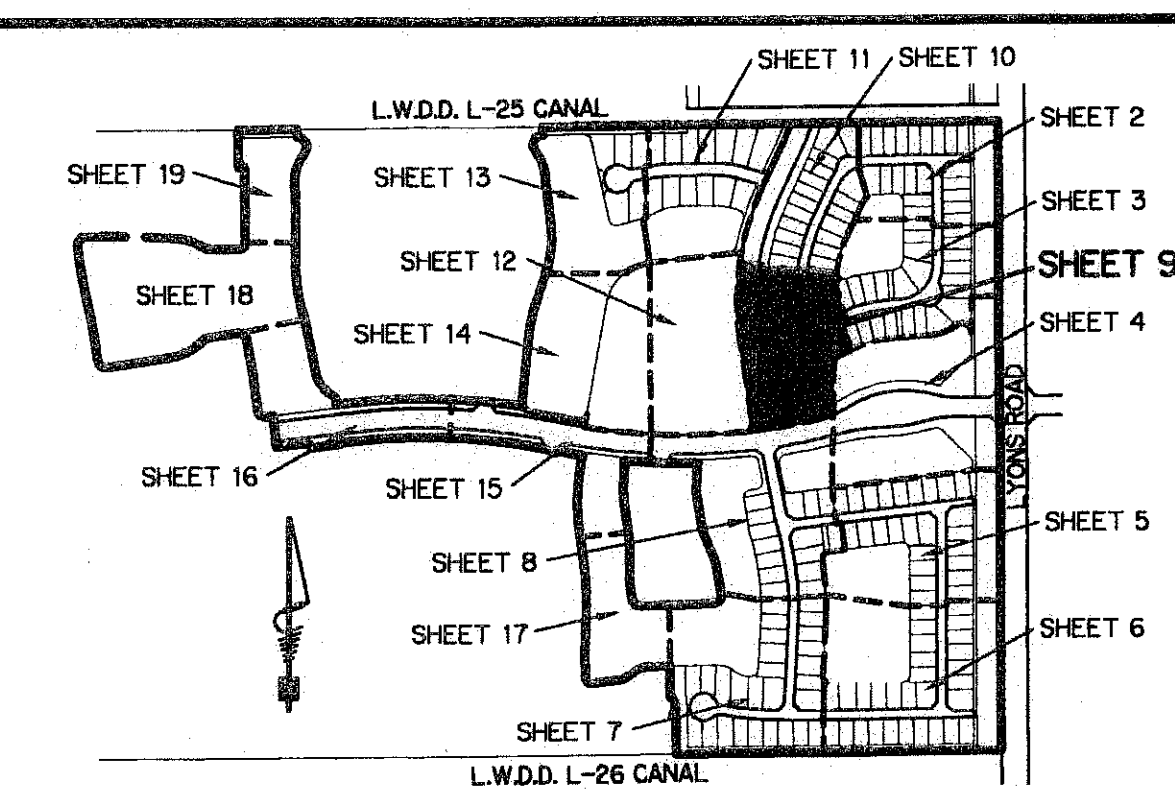 SHEET 11
SHEET 10
L.W.D.D. L-25 CANAL
SHEET 2
SHEET 19
SHEET 13
SHEET 3
SHEET 12
SHEET 9
SHEET 18
SHEET 4
SHEET 14
LYONS ROAD
SHEET 16
SHEET 15
SHEET 5
SHEET 8
SHEET 17
SHEET 6
SHEET 7
L.W.D.D. L-26 CANAL